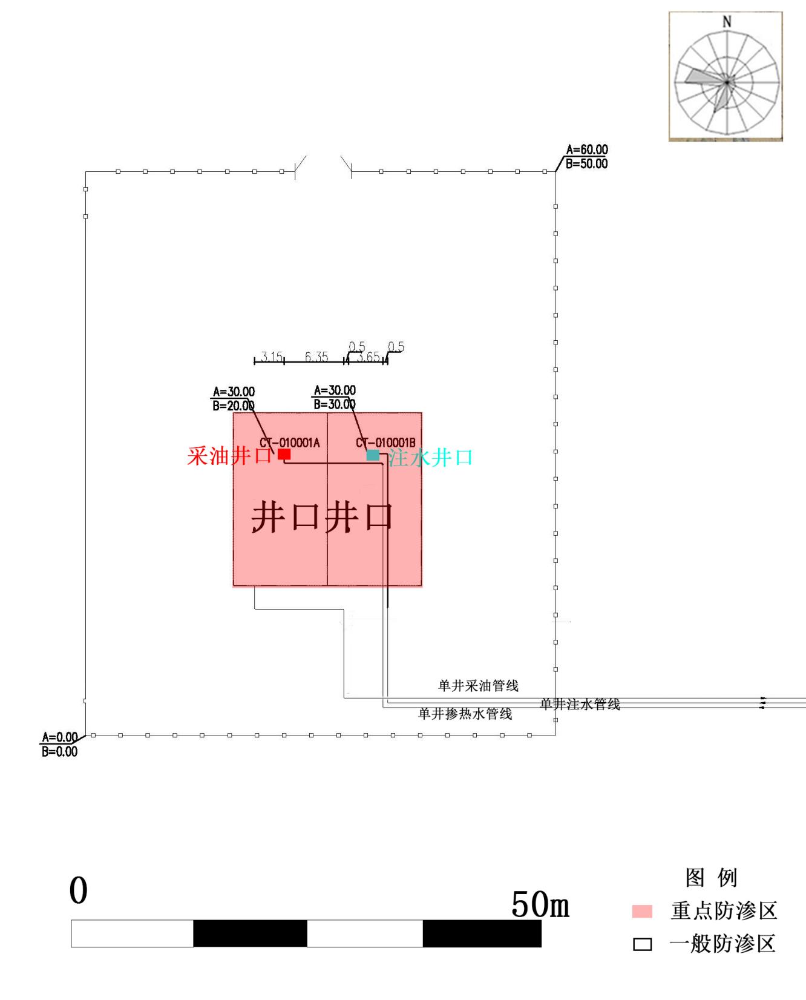 N
A=60.00
B=50.00
0.5
0.5
3.15
6.35
3.65
A=30.00
B=20.00
A=30.00
B=30.00
CT-010001A
CT-010001B
采油井口
注水井口
井口井口
单井采油管线
单井注水管线
单井掺热水管线
A=0.00
B=0.00
0
50m
图 例
重点防渗区
一般防渗区